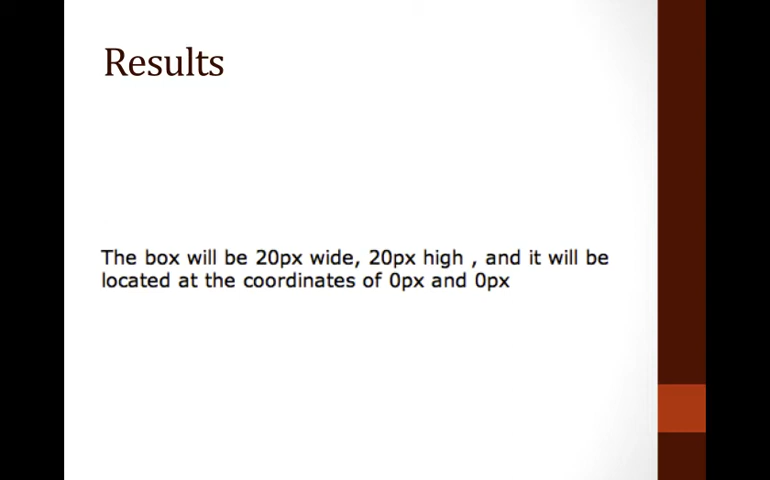 Results
The box will be 20px wide, 20px high , and it will be
located at the coordinates of 0px and 0px